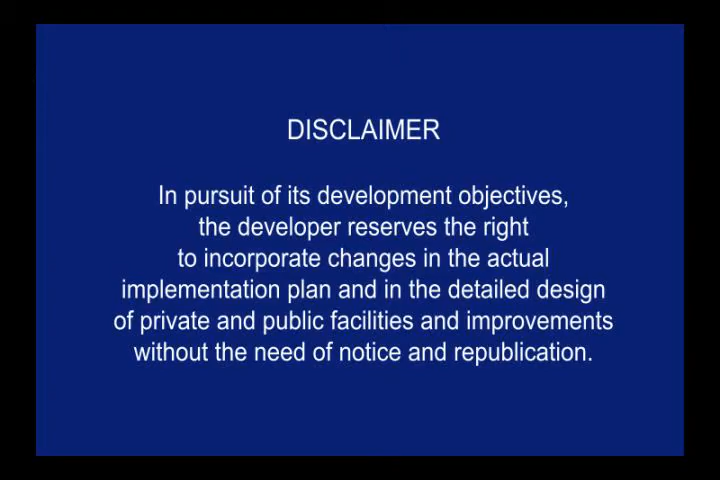 DISCLAIMER
In pursuit of its development objectives,
the developer reserves the right
to incorporate changes in the actual
implementation plan and in the detailed design
of private and public facilities and improvements
without the need of notice and republication.